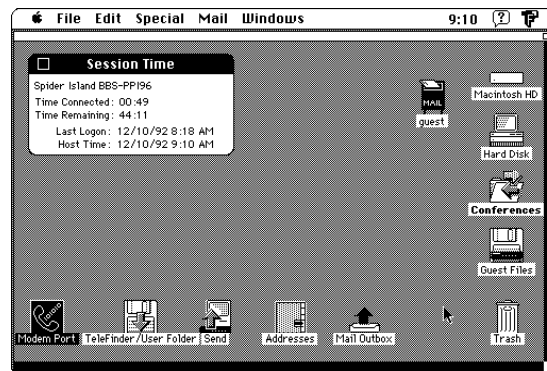 File Edit Special Mail Windows 9:10
Session Time
Spider Island BBS-PPI96
Time Connected: 00:49
Time Remaining: 44:11
Last Logon: 12/10/92 8:18 AM
Host Time: 12/10/92 9:10 AM
MAIL
guest
Macintosh HD
Hard Disk
Conferences
Guest Files
Modem Port
TeleFinder/User Folder
Send
Addresses
Mail Outbox
Trash